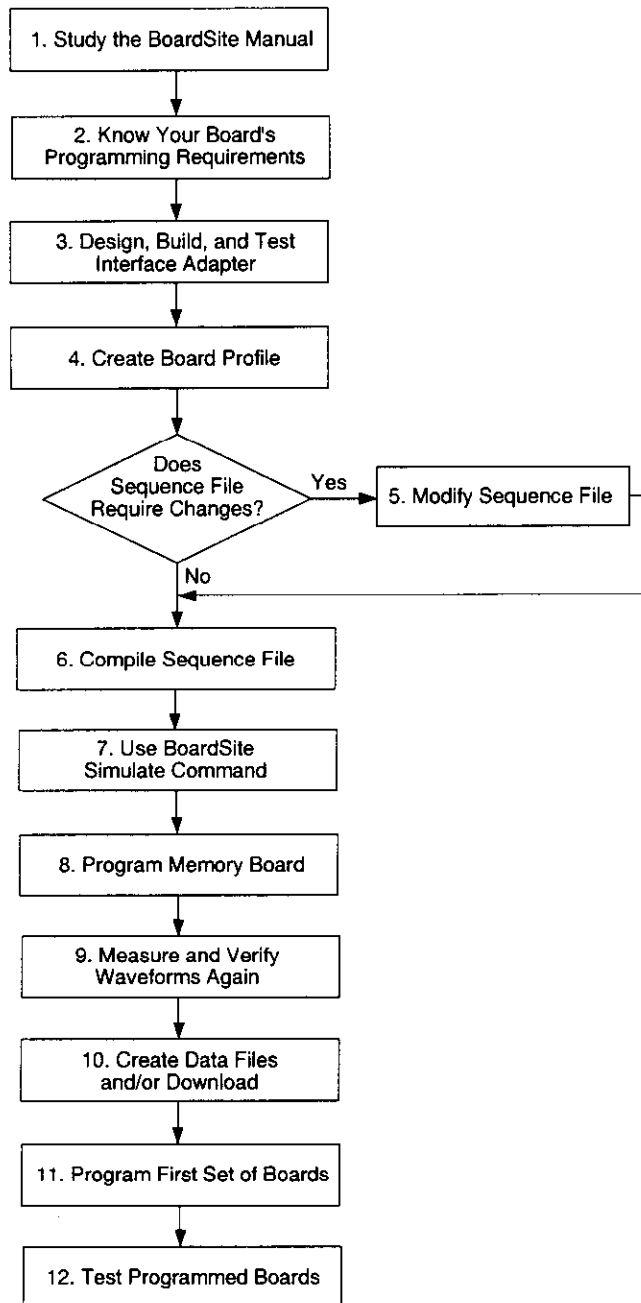 1. Study the BoardSite Manual
2. Know Your Board's
Programming Requirements
3. Design, Build, and Test
Interface Adapter
4. Create Board Profile
Does
Sequence File
Require Changes?
Yes
5. Modify Sequence File
No
6. Compile Sequence File
7. Use BoardSite
Simulate Command
8. Program Memory Board
9. Measure and Verify
Waveforms Again
10. Create Data Files
and/or Download
11. Program First Set of Boards
12. Test Programmed Boards